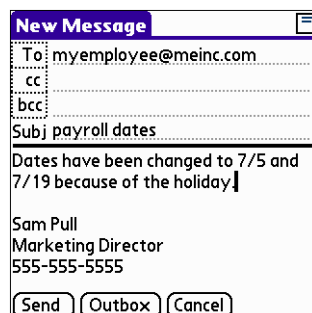 New Message
To myemployee@meinc.com
cc
bcc
Subj payroll dates
Dates have been changed to 7/5 and
7/19 because of the holiday.
Sam Pull
Marketing Director
555-555-5555
Send Outbox Cancel